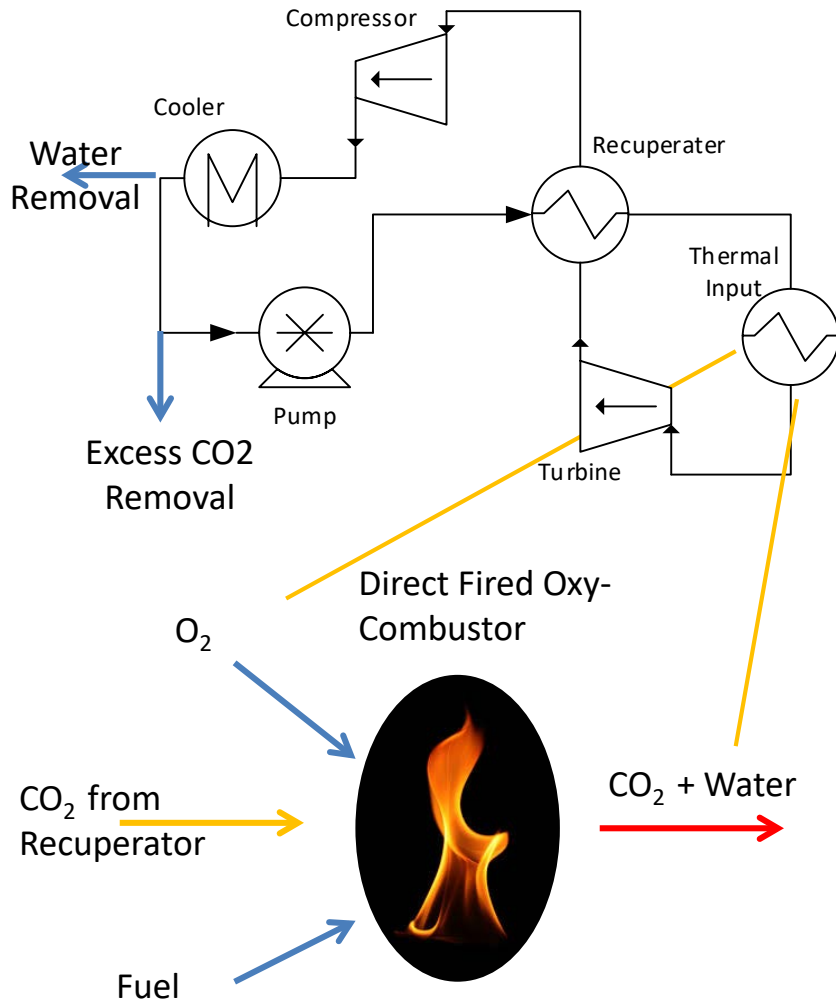 Compressor
Cooler
Water
Removal
Recuperater
Thermal
Input
Pump
Turbine
Excess CO2
Removal
Direct Fired Oxy-
Combustor
O₂
CO₂ from
Recuperator
CO₂ + Water
Fuel